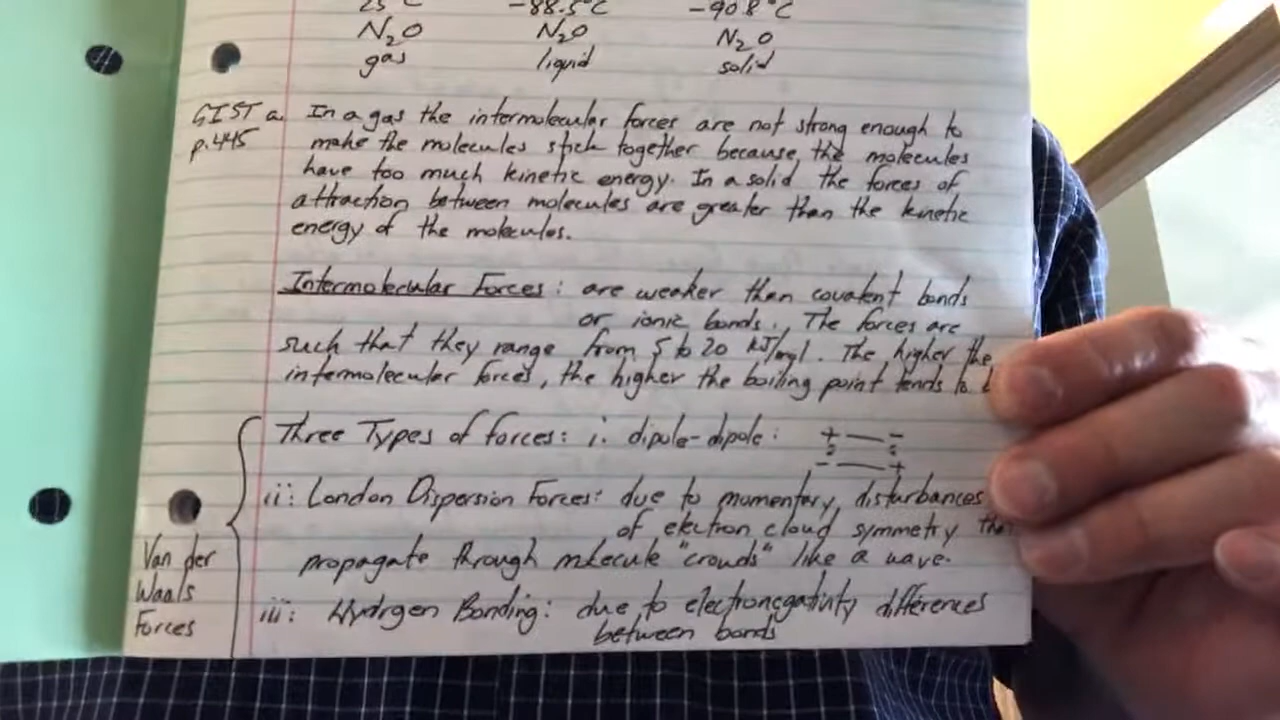 25°C -88.5°C -90.8°C
N₂O N₂O N₂O
gas liquid solid
GIST a. In a gas the intermolecular forces are not strong enough to
p.445 make the molecules stick together because, the molecules
have too much kinetic energy. In a solid the forces of
attraction between molecules are greater than the kinetic
energy of the molecules.
Intermolecular Forces: are weaker than covalent bonds
or ionic bonds. The forces are
such that they range from 5 to 20 kJ/mol. The higher the
intermolecular forces, the higher the boiling point tends to
Three Types of forces: i. dipole-dipole: + — -
- — +
ii: London Dispersion Forces: due to momentary disturbances
of electron cloud symmetry
propagate through molecule "crowds" like a wave.
iii: Hydrgen Bonding: due to electronegativity differences
between bonds
Van der
Waals
Forces